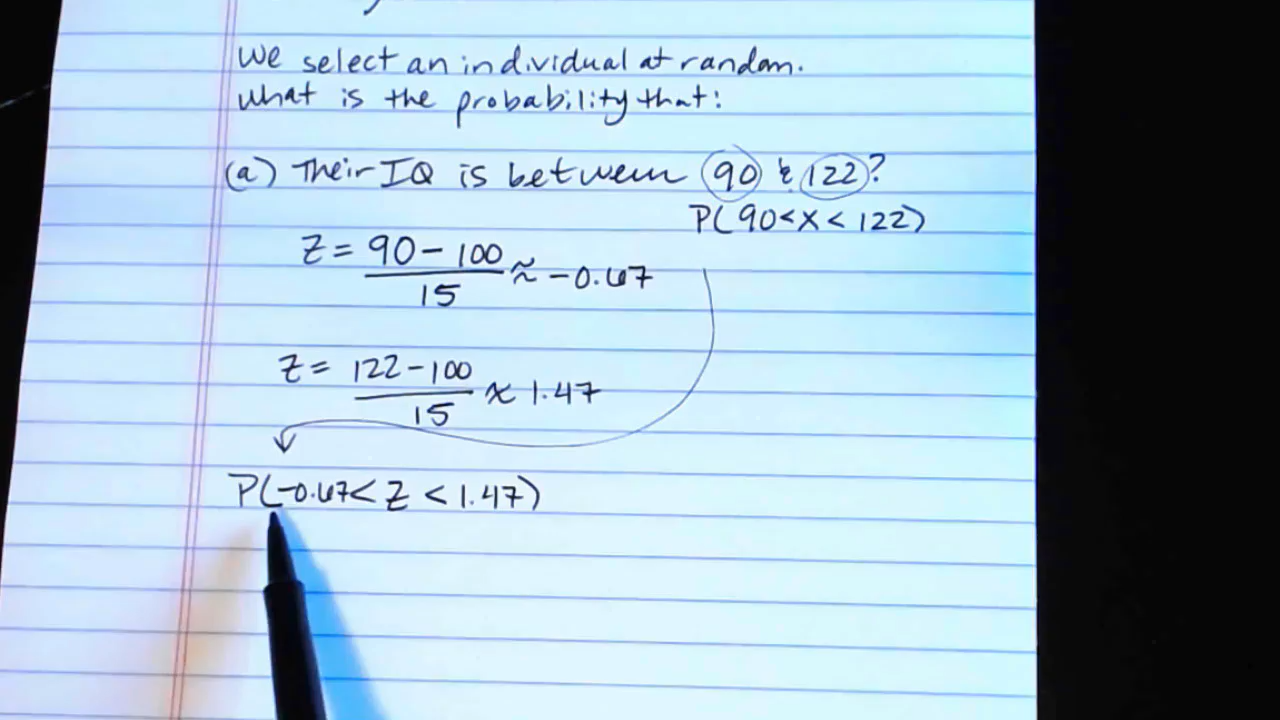 We select an individual at random.
What is the probability that:
(a) Their IQ is between 90 & 122?
P(90<X<122)
Z = 90 - 100 / 15 ≈ -0.67
Z = 122 - 100 / 15 ≈ 1.47
P(-0.67< Z < 1.47)